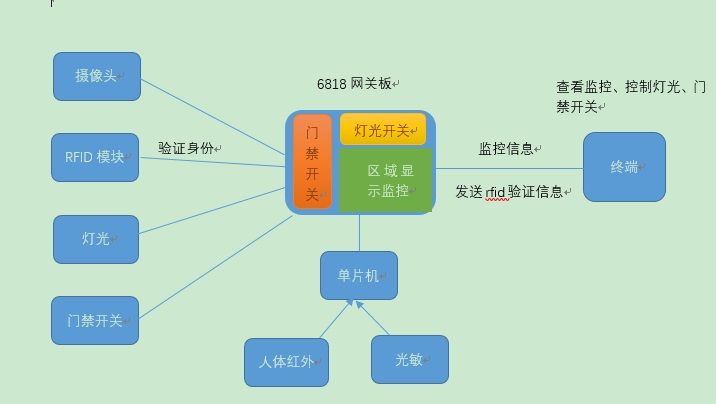 摄像头
RFID 模块
灯光
门禁开关
验证身份
6818 网关板
门
禁
开
关
灯光开关
区域显
示监控
单片机
人体红外
光敏
监控信息
发送 rfid 验证信息
查看监控、控制灯光、门
禁开关
终端